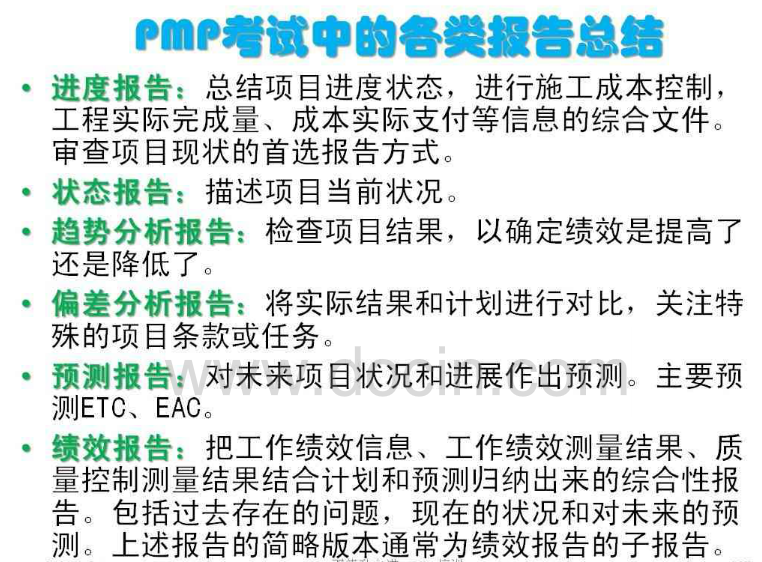 PMP考试中的各类报告总结
• 进度报告：总结项目进度状态，进行施工成本控制，
工程实际完成量、成本实际支付等信息的综合文件。
审查项目现状的首选报告方式。
• 状态报告：描述项目当前状况。
• 趋势分析报告：检查项目结果，以确定绩效是提高了
还是降低了。
• 偏差分析报告：将实际结果和计划进行对比，关注特
殊的项目条款或任务。
www.docin.com
• 预测报告：对未来项目状况和进展作出预测。主要预
测ETC、EAC。
• 绩效报告：把工作绩效信息、工作绩效测量结果、质
量控制测量结果结合计划和预测归纳出来的综合性报
告。包括过去存在的问题，现在的状况和对未来的预
测。上述报告的简略版本通常为绩效报告的子报告。